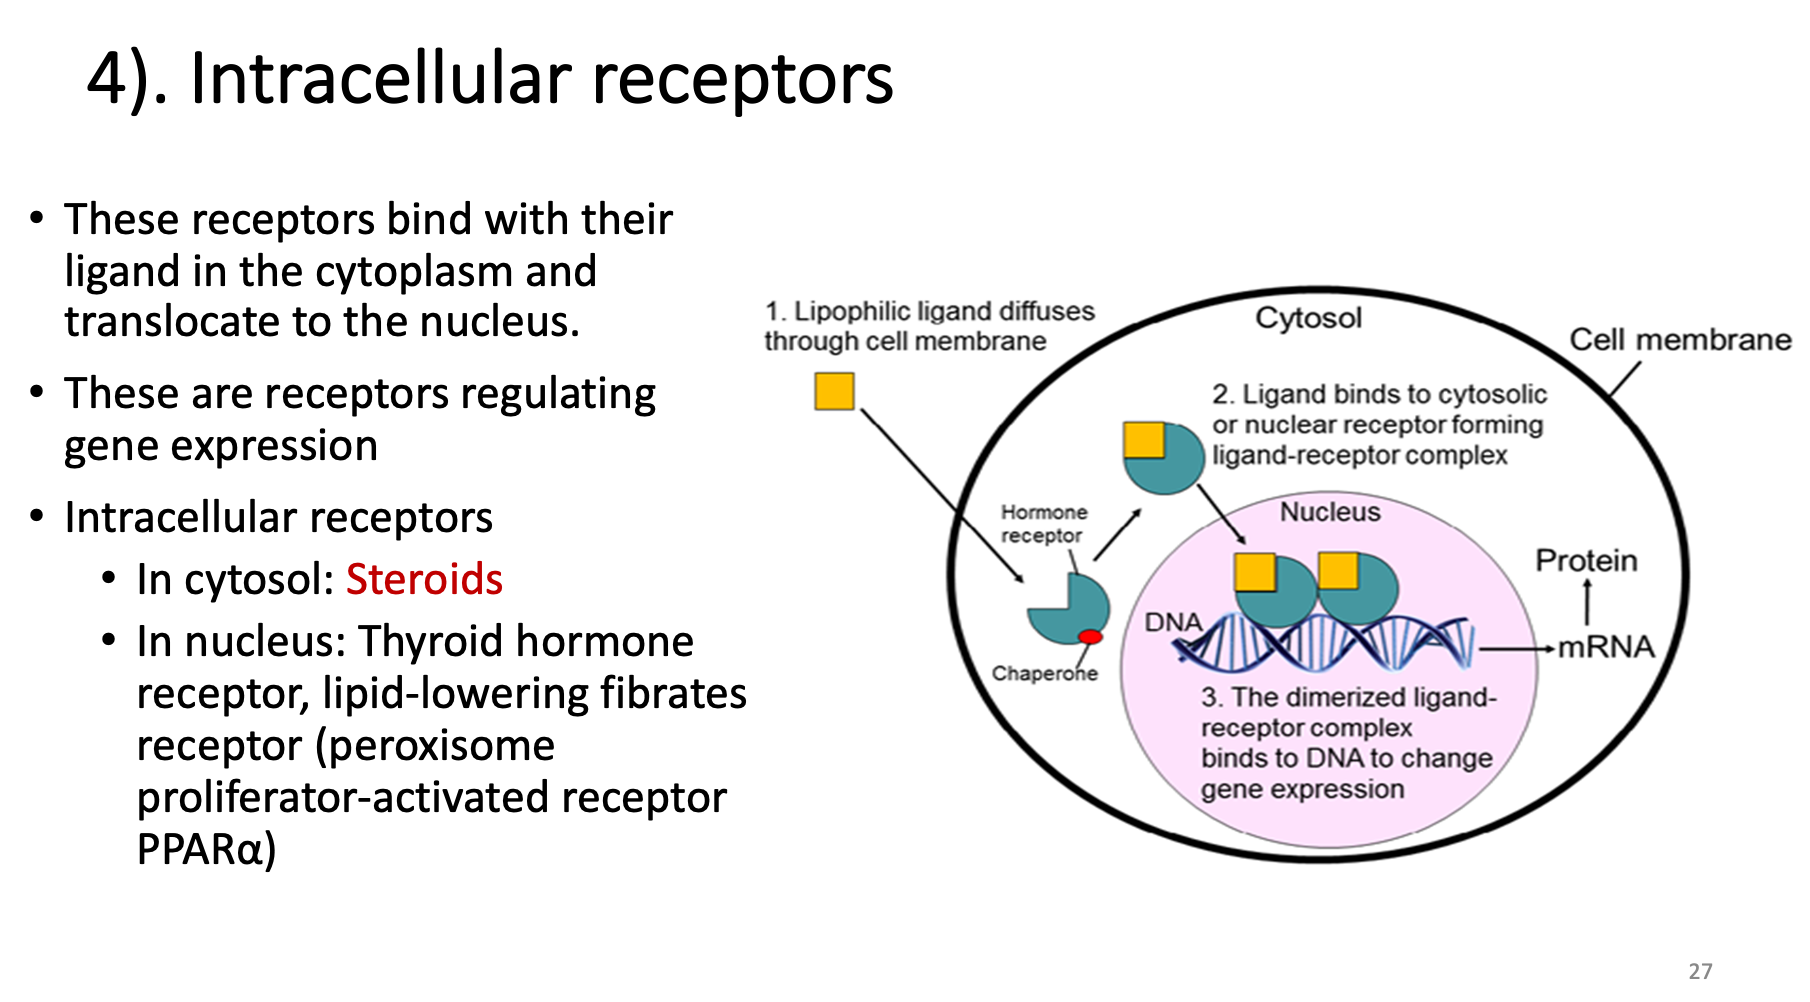 4). Intracellular receptors
• These receptors bind with their
ligand in the cytoplasm and
translocate to the nucleus.
• These are receptors regulating
gene expression
• Intracellular receptors
• In cytosol: Steroids
• In nucleus: Thyroid hormone
receptor, lipid-lowering fibrates
receptor (peroxisome
proliferator-activated receptor
PPARα)
1. Lipophilic ligand diffuses
through cell membrane
Cytosol
Cell membrane
2. Ligand binds to cytosolic
or nuclear receptor forming
ligand-receptor complex
Hormone
receptor
Chaperone
Nucleus
DNA
Protein
mRNA
3. The dimerized ligand-
receptor complex
binds to DNA to change
gene expression
27